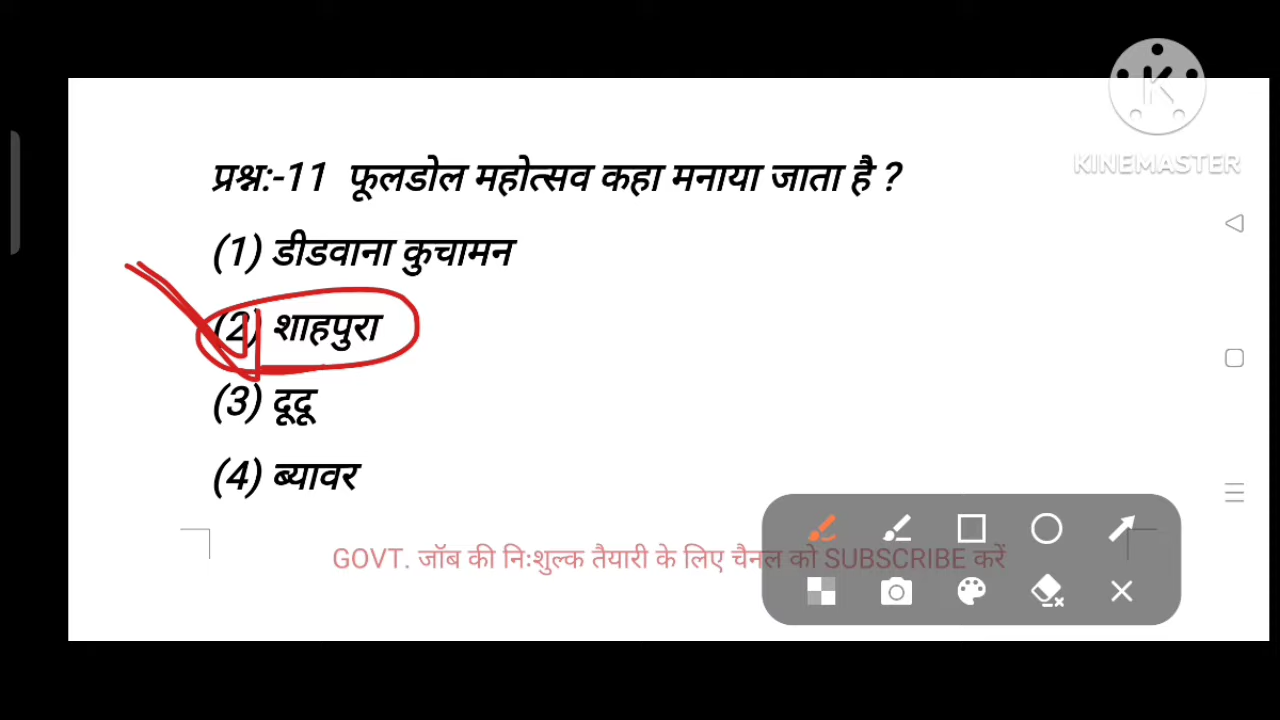 KINEMASTER
प्रश्न:-11 फूलडोल महोत्सव कहा मनाया जाता है ?
(1) डीडवाना कुचामन
(2) शाहपुरा
(3) दूदू
(4) ब्यावर
GOVT. जॉब की निःशुल्क तैयारी के लिए चैनल को SUBSCRIBE करें